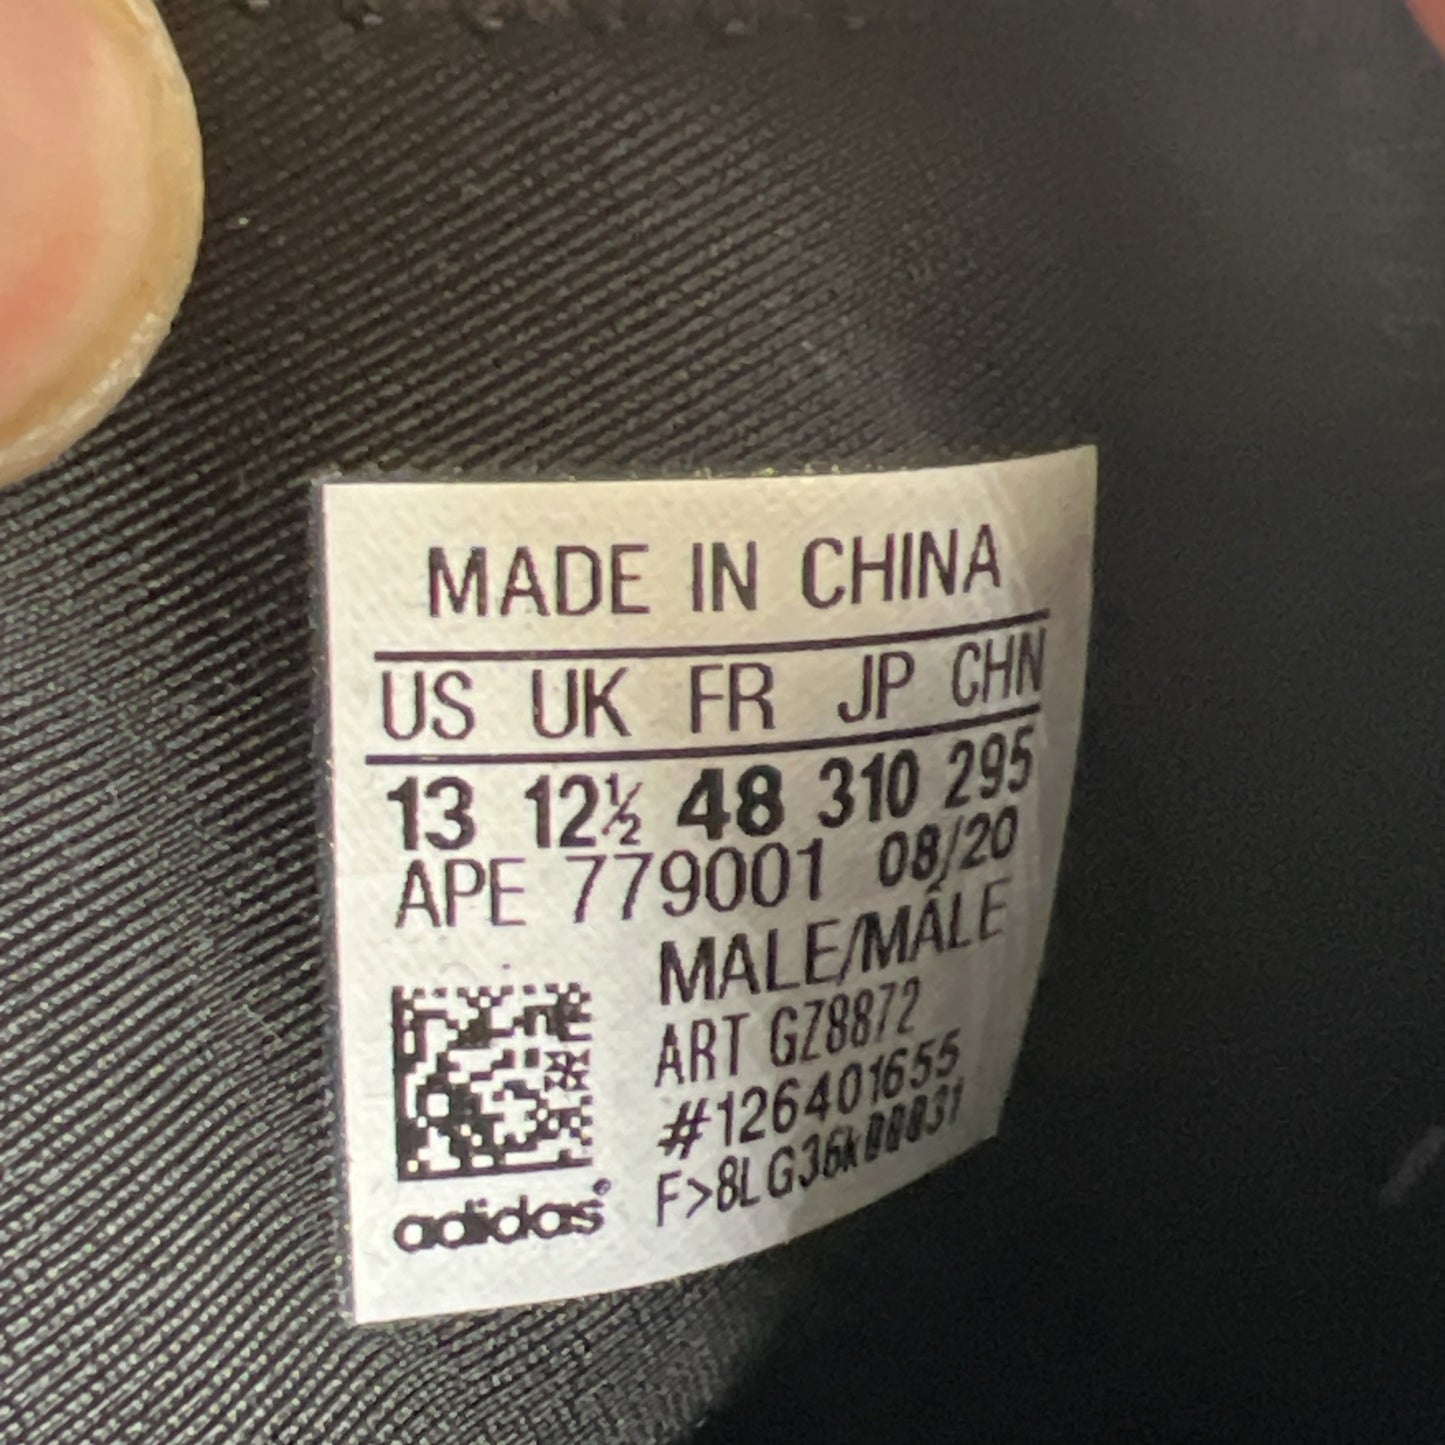 MADE IN CHINA
US UK FR JP CHN
13 12½ 48 310 295
APE 779001 08/20
MALE/MÂLE
ART GZ8872
#126401655
F>8LG36k00031
adidas®